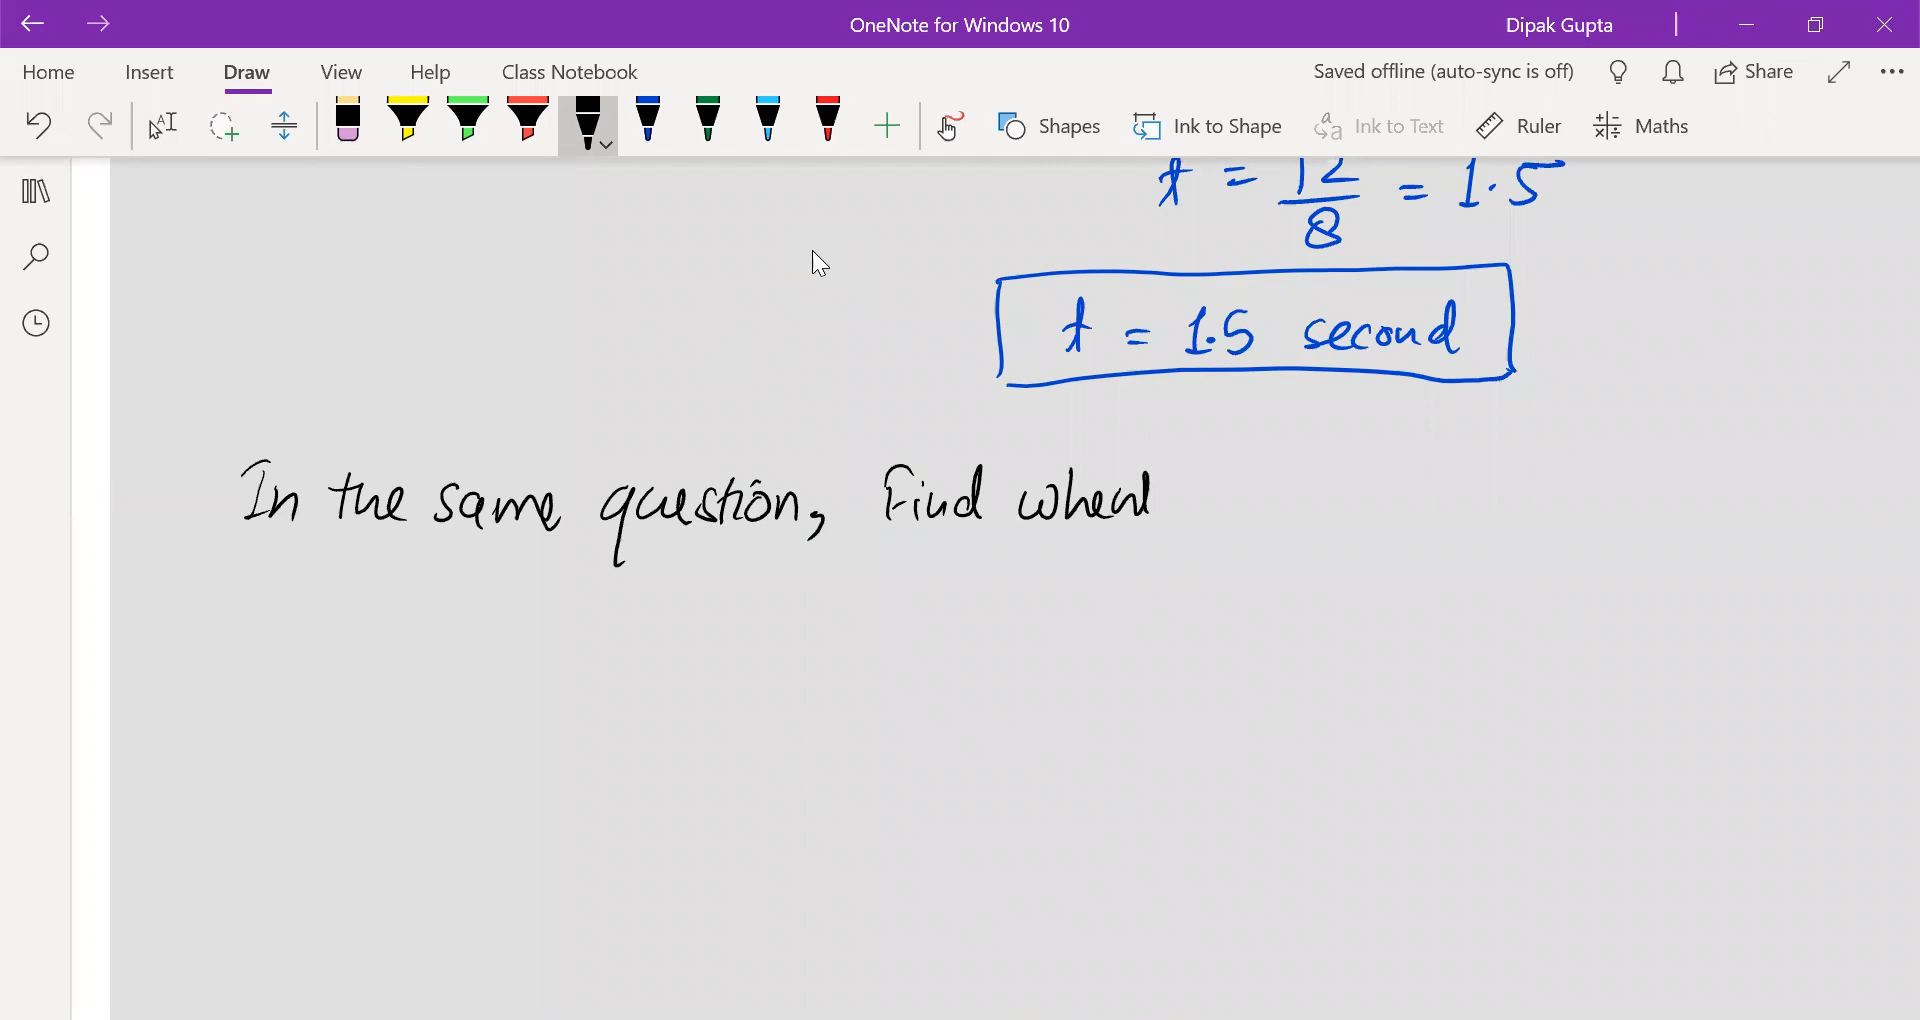 OneNote for Windows 10
Dipak Gupta
Home Insert Draw View Help Class Notebook
Saved offline (auto-sync is off) Share
Shapes Ink to Shape Ink to Text Ruler Maths
t = 12/8 = 1.5
t = 1.5 second
In the same question, Find when